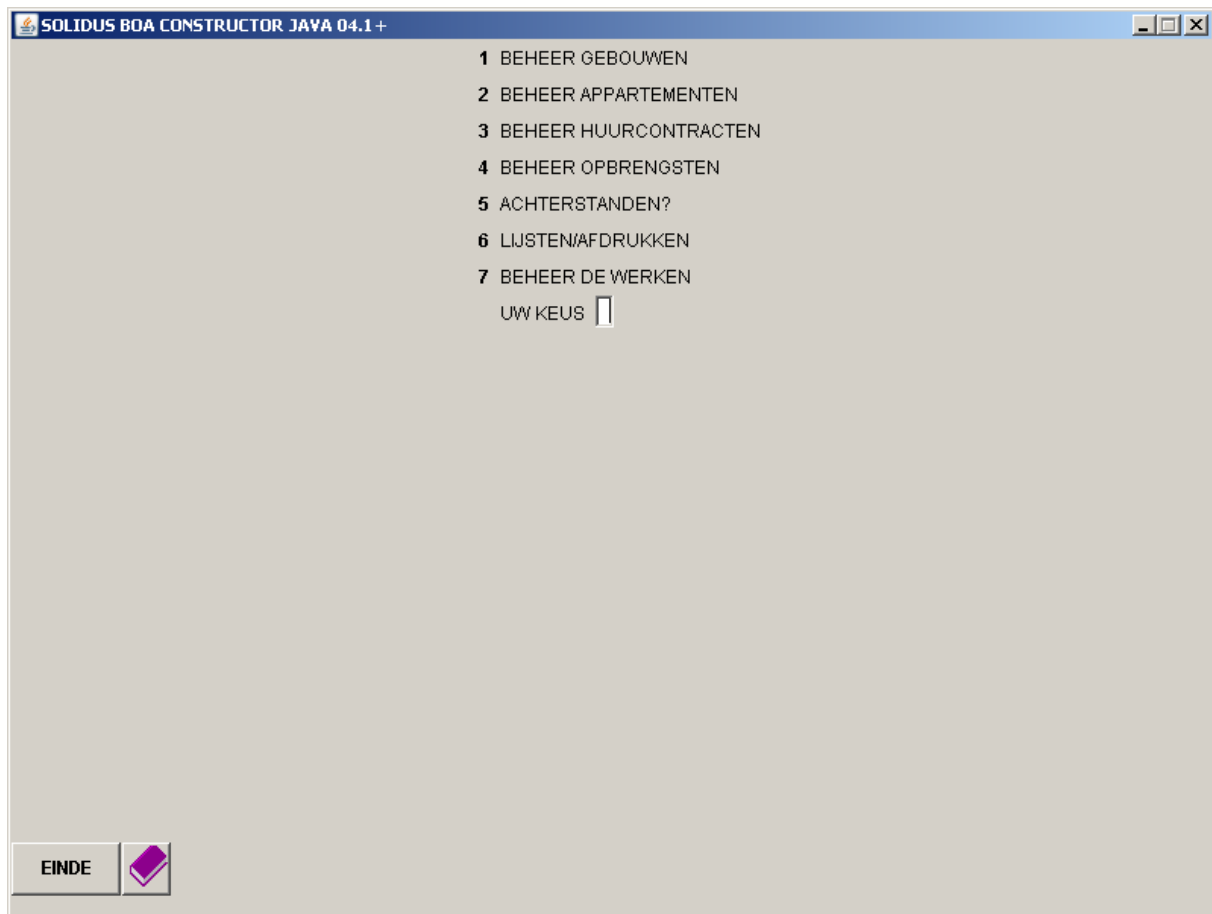 SOLIDUS BOA CONSTRUCTOR JAVA 04.1+
1 BEHEER GEBOUWEN
2 BEHEER APPARTEMENTEN
3 BEHEER HUURCONTRACTEN
4 BEHEER OPBRENGSTEN
5 ACHTERSTANDEN?
6 LIJSTEN/AFDRUKKEN
7 BEHEER DE WERKEN
UW KEUS
EINDE